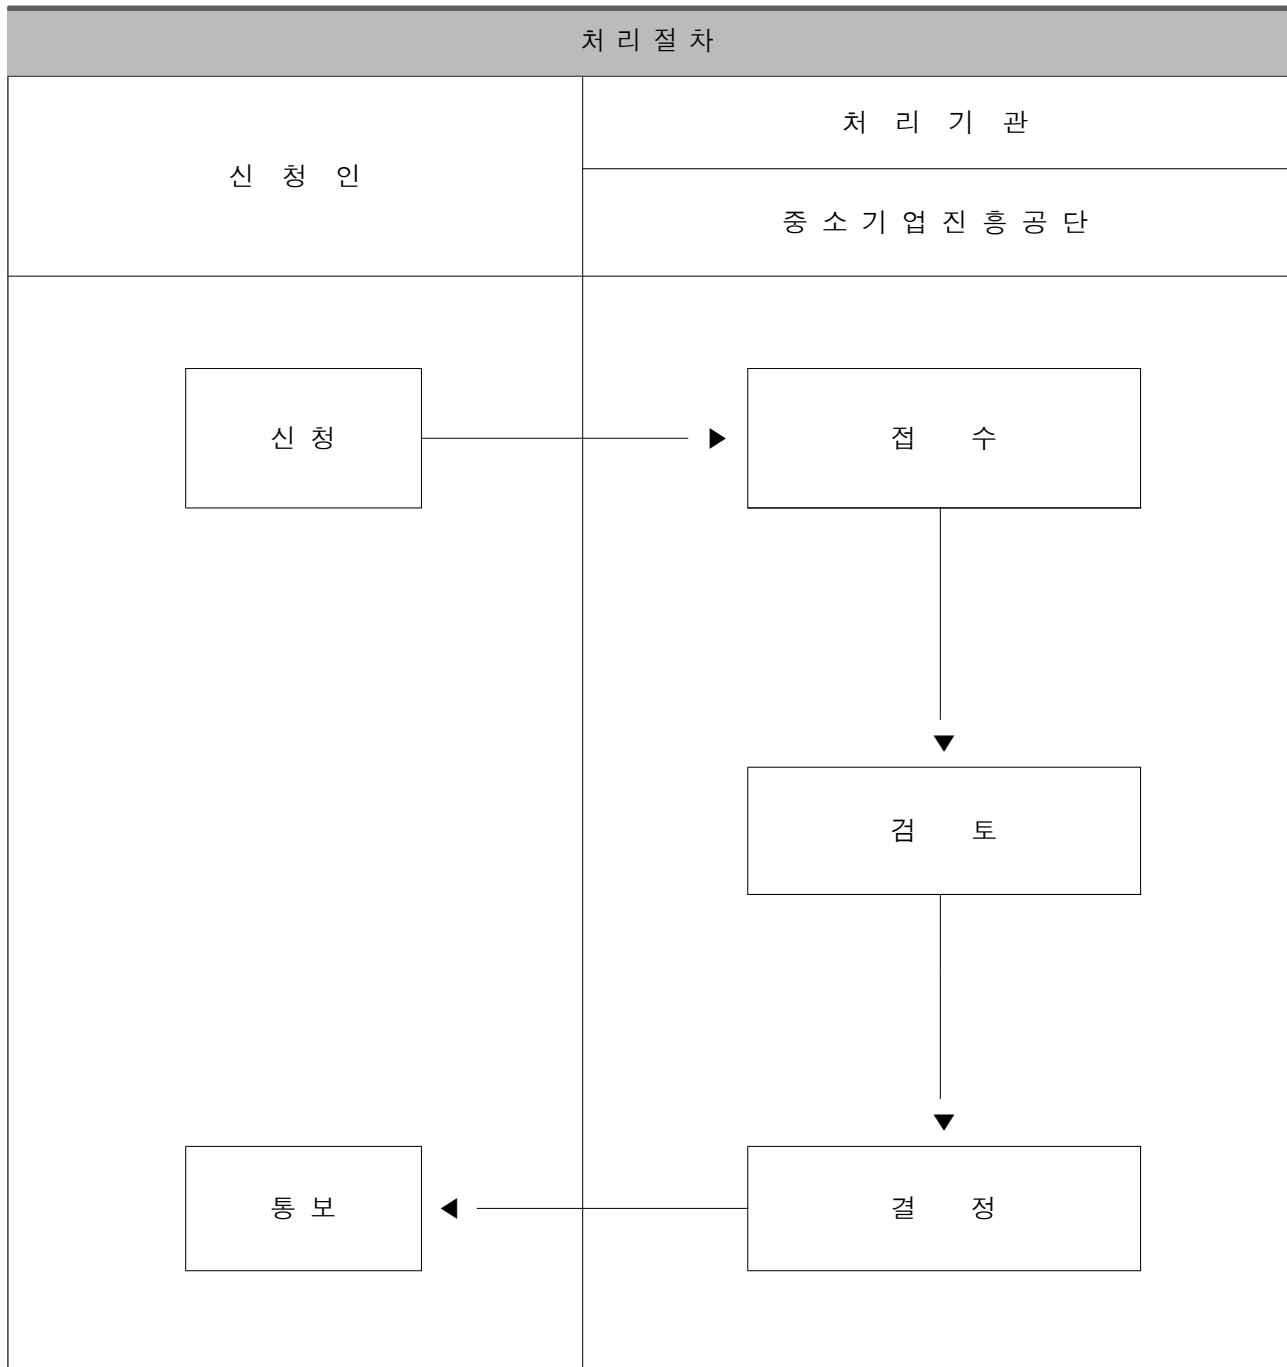 처 리 절 차
신 청 인
처 리 기 관
중 소 기 업 진 흥 공 단
신 청
접 수
검 토
통 보
결 정